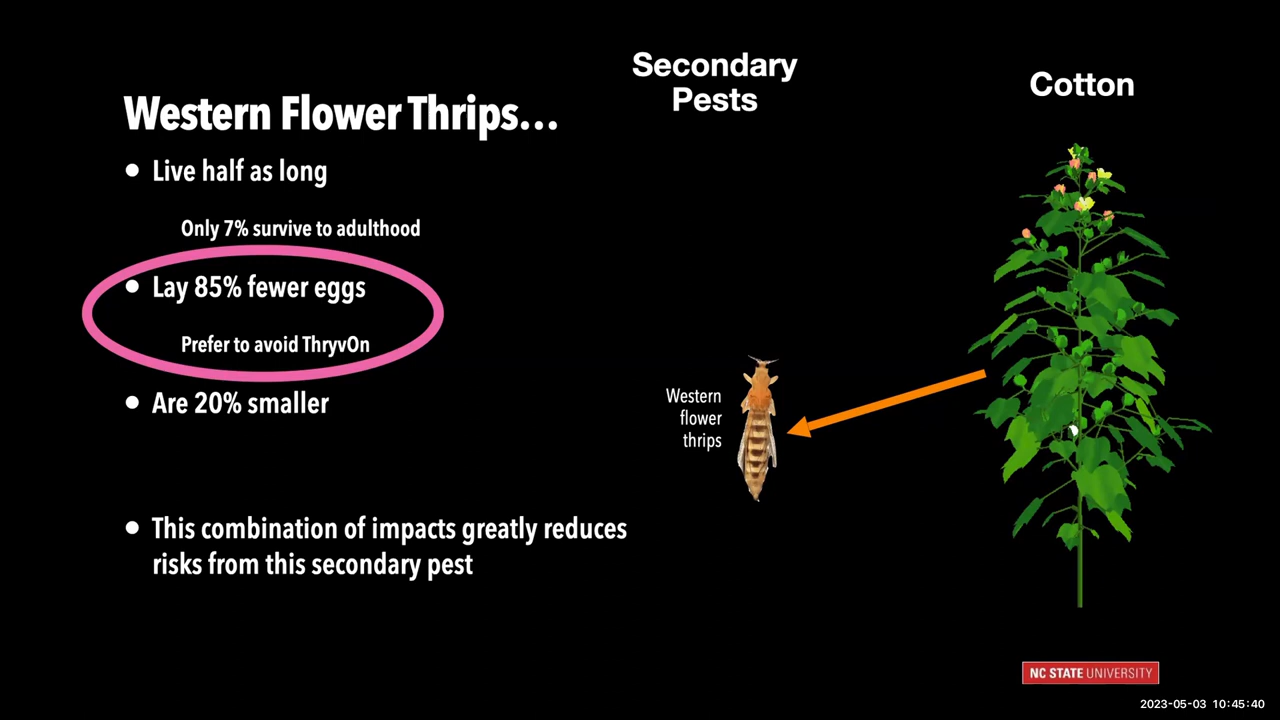 Secondary
Pests
Cotton
Western Flower Thrips...
• Live half as long
Only 7% survive to adulthood
• Lay 85% fewer eggs
Prefer to avoid ThryvOn
• Are 20% smaller
Western
flower
thrips
• This combination of impacts greatly reduces
risks from this secondary pest
NC STATE UNIVERSITY
2023-05-03 10:45:40